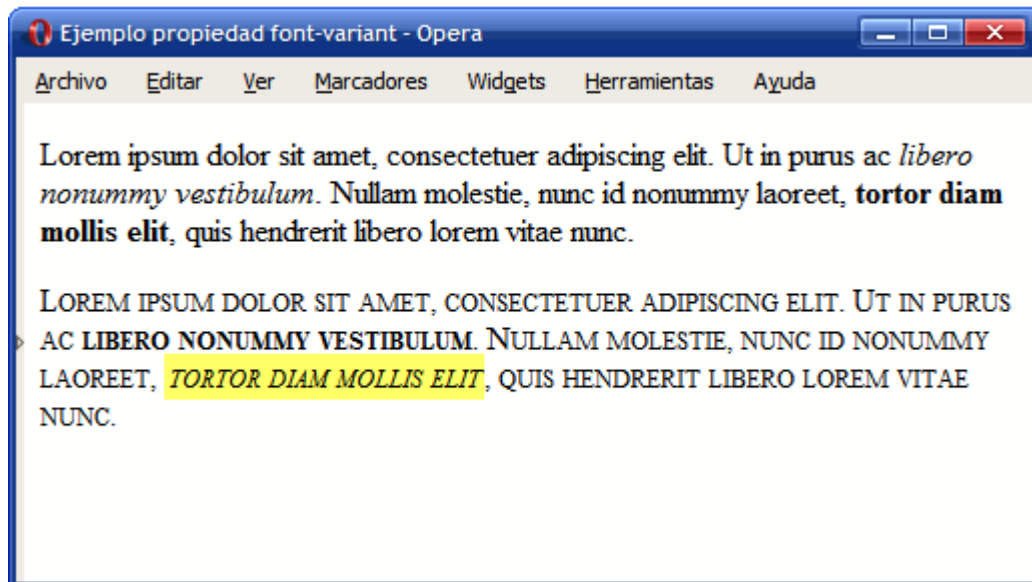 Ejemplo propiedad font-variant - Opera
Archivo Editar Ver Marcadores Widgets Herramientas Ayuda
Lorem ipsum dolor sit amet, consectetuer adipiscing elit. Ut in purus ac libero
nonummy vestibulum. Nullam molestie, nunc id nonummy laoreet, tortor diam
mollis elit, quis hendrerit libero lorem vitae nunc.
LOREM IPSUM DOLOR SIT AMET, CONSECTETUER ADIPISCING ELIT. UT IN PURUS
AC LIBERO NONUMMY VESTIBULUM. NULLAM MOLESTIE, NUNC ID NONUMMY
LAOREET, TORTOR DIAM MOLLIS ELIT, QUIS HENDRERIT LIBERO LOREM VITAE
NUNC.